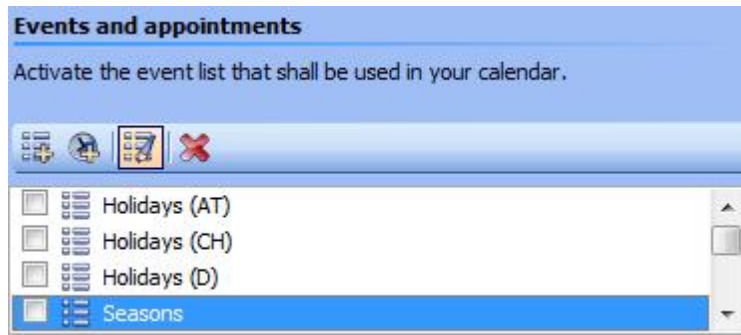 Events and appointments
Activate the event list that shall be used in your calendar.
Holidays (AT)
Holidays (CH)
Holidays (D)
Seasons